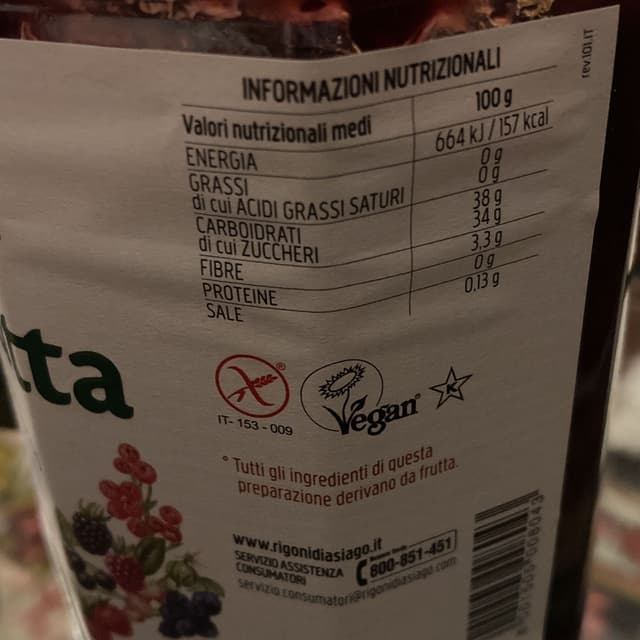 rev10LIT
INFORMAZIONI NUTRIZIONALI
Valori nutrizionali medi 100 g
ENERGIA 664 kJ / 157 kcal
GRASSI 0 g
di cui ACIDI GRASSI SATURI 0 g
CARBOIDRATI 38 g
di cui ZUCCHERI 34 g
FIBRE 3,3 g
PROTEINE 0 g
SALE 0,13 g
tta
IT- 153 - 009
Vegan
K
° Tutti gli ingredienti di questa
preparazione derivano da frutta.
www.rigonidiasiago.it
SERVIZIO ASSISTENZA
CONSUMATORI
800-851-451
servizio.consumatori@rigonidiasiago.com